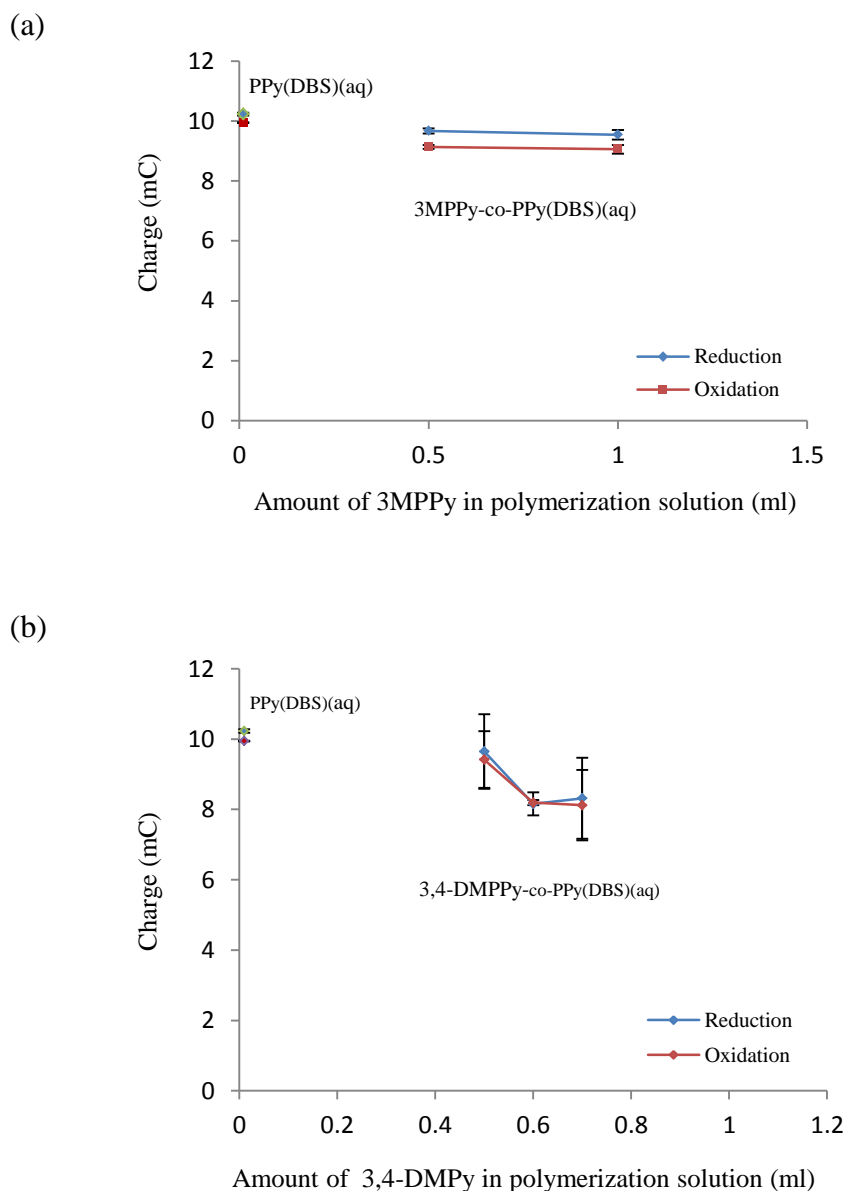 (a)
12
10
8
6
4
2
0
Charge (mC)
PPy(DBS)(aq)
3MPPy-co-PPy(DBS)(aq)
Reduction
Oxidation
0 0.5 1 1.5
Amount of 3MPPy in polymerization solution (ml)
(b)
12
10
8
6
4
2
0
Charge (mC)
PPy(DBS)(aq)
3,4-DMPPy-co-PPy(DBS)(aq)
Reduction
Oxidation
0 0.2 0.4 0.6 0.8 1 1.2
Amount of 3,4-DMPy in polymerization solution (ml)